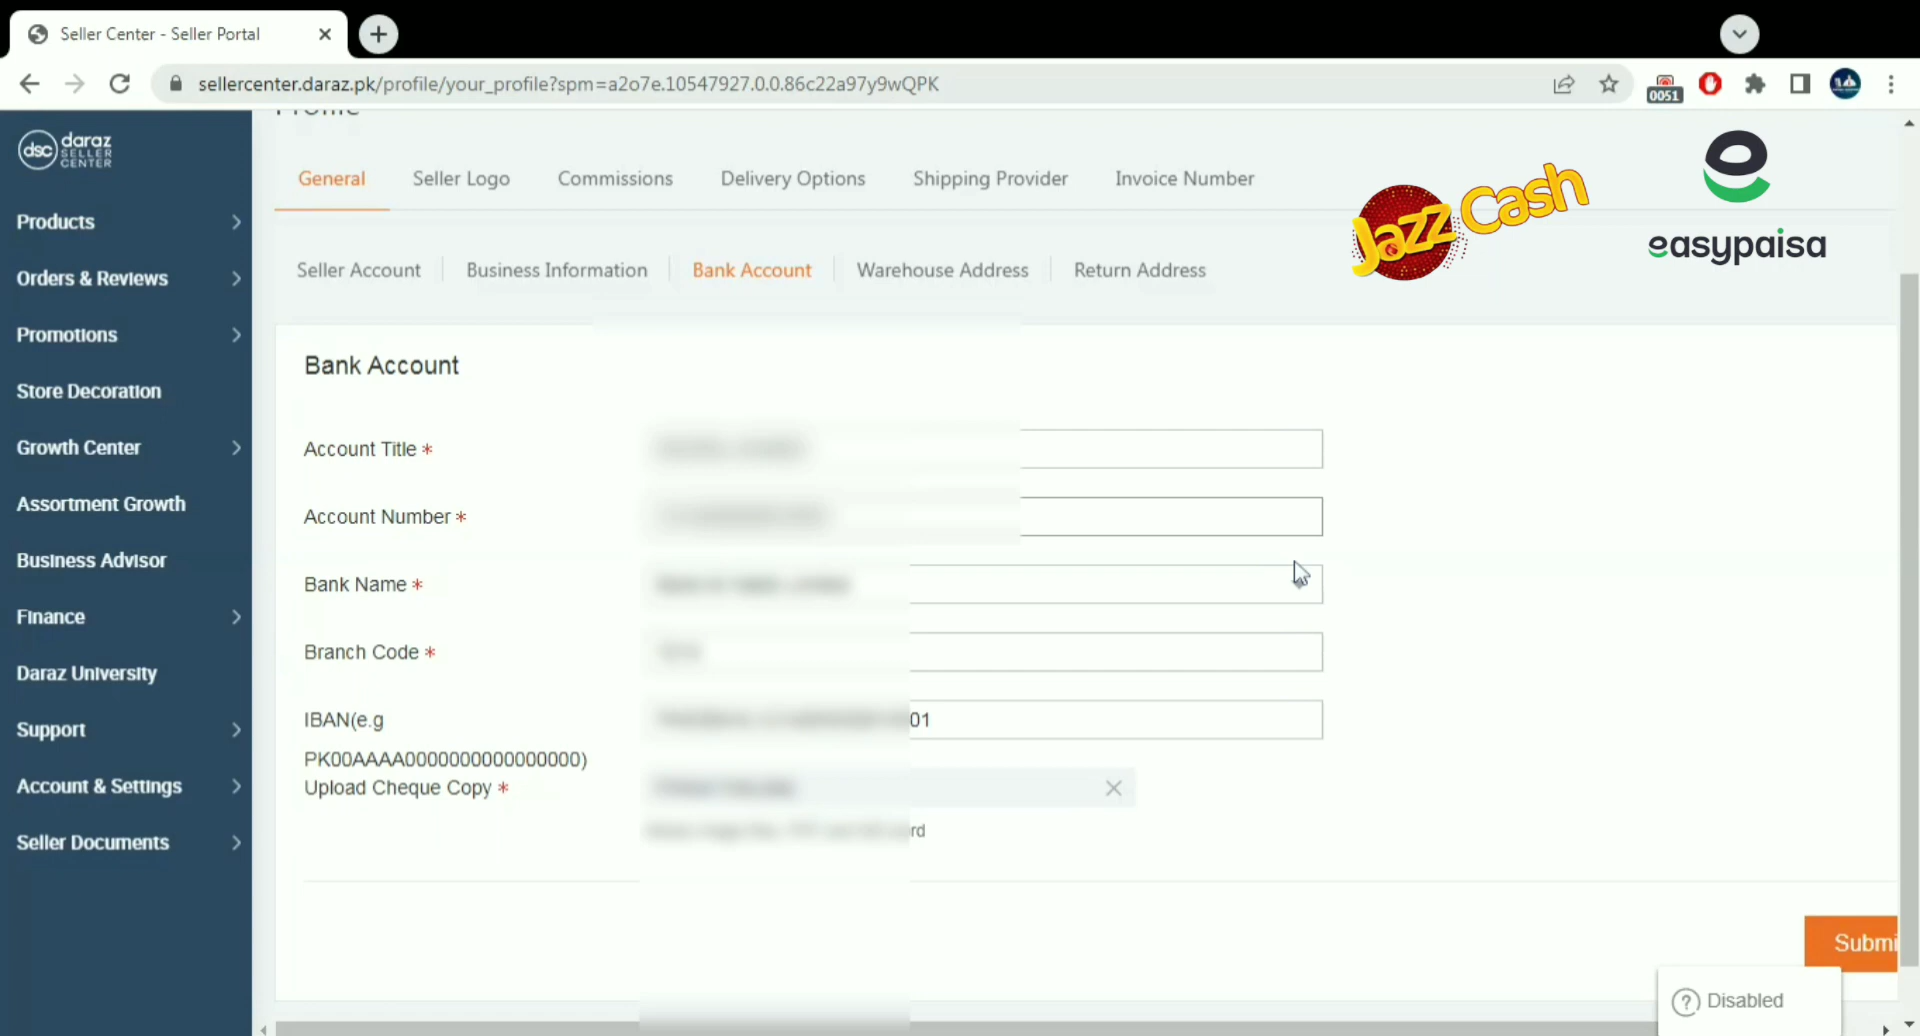 Seller Center - Seller Portal
sellercenter.daraz.pk/profile/your_profile?spm=a2o7e.10547927.0.0.86c22a97y9wQPK
0051
dsc daraz
SELLER
CENTER
Profile
General Seller Logo Commissions Delivery Options Shipping Provider Invoice Number
Jazz Cash
easypaisa
Seller Account Business Information Bank Account Warehouse Address Return Address
Products
Orders & Reviews
Promotions
Store Decoration
Growth Center
Assortment Growth
Business Advisor
Finance
Daraz University
Support
Account & Settings
Seller Documents
Bank Account
Account Title *
Account Number *
Bank Name *
Branch Code *
IBAN(e.g
PK00AAAA0000000000000000)
01
Upload Cheque Copy *
rd
Submi
? Disabled